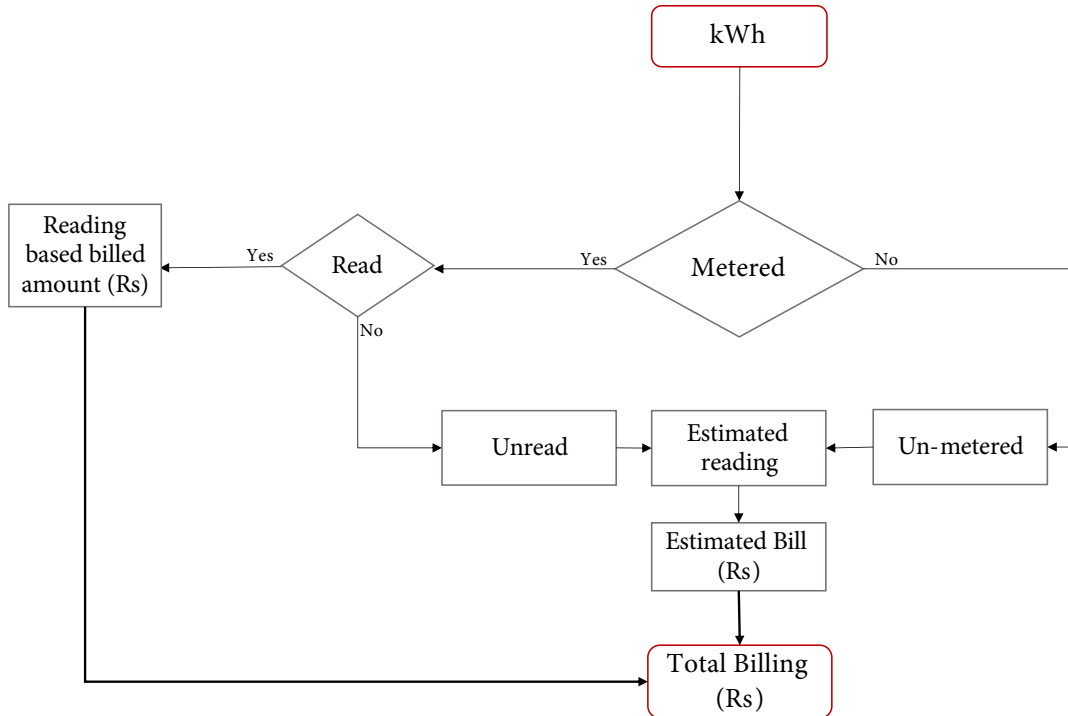 kWh
Metered
Yes
No
Read
Yes
No
Reading
based billed
amount (Rs)
Unread
Estimated
reading
Un-metered
Estimated Bill
(Rs)
Total Billing
(Rs)